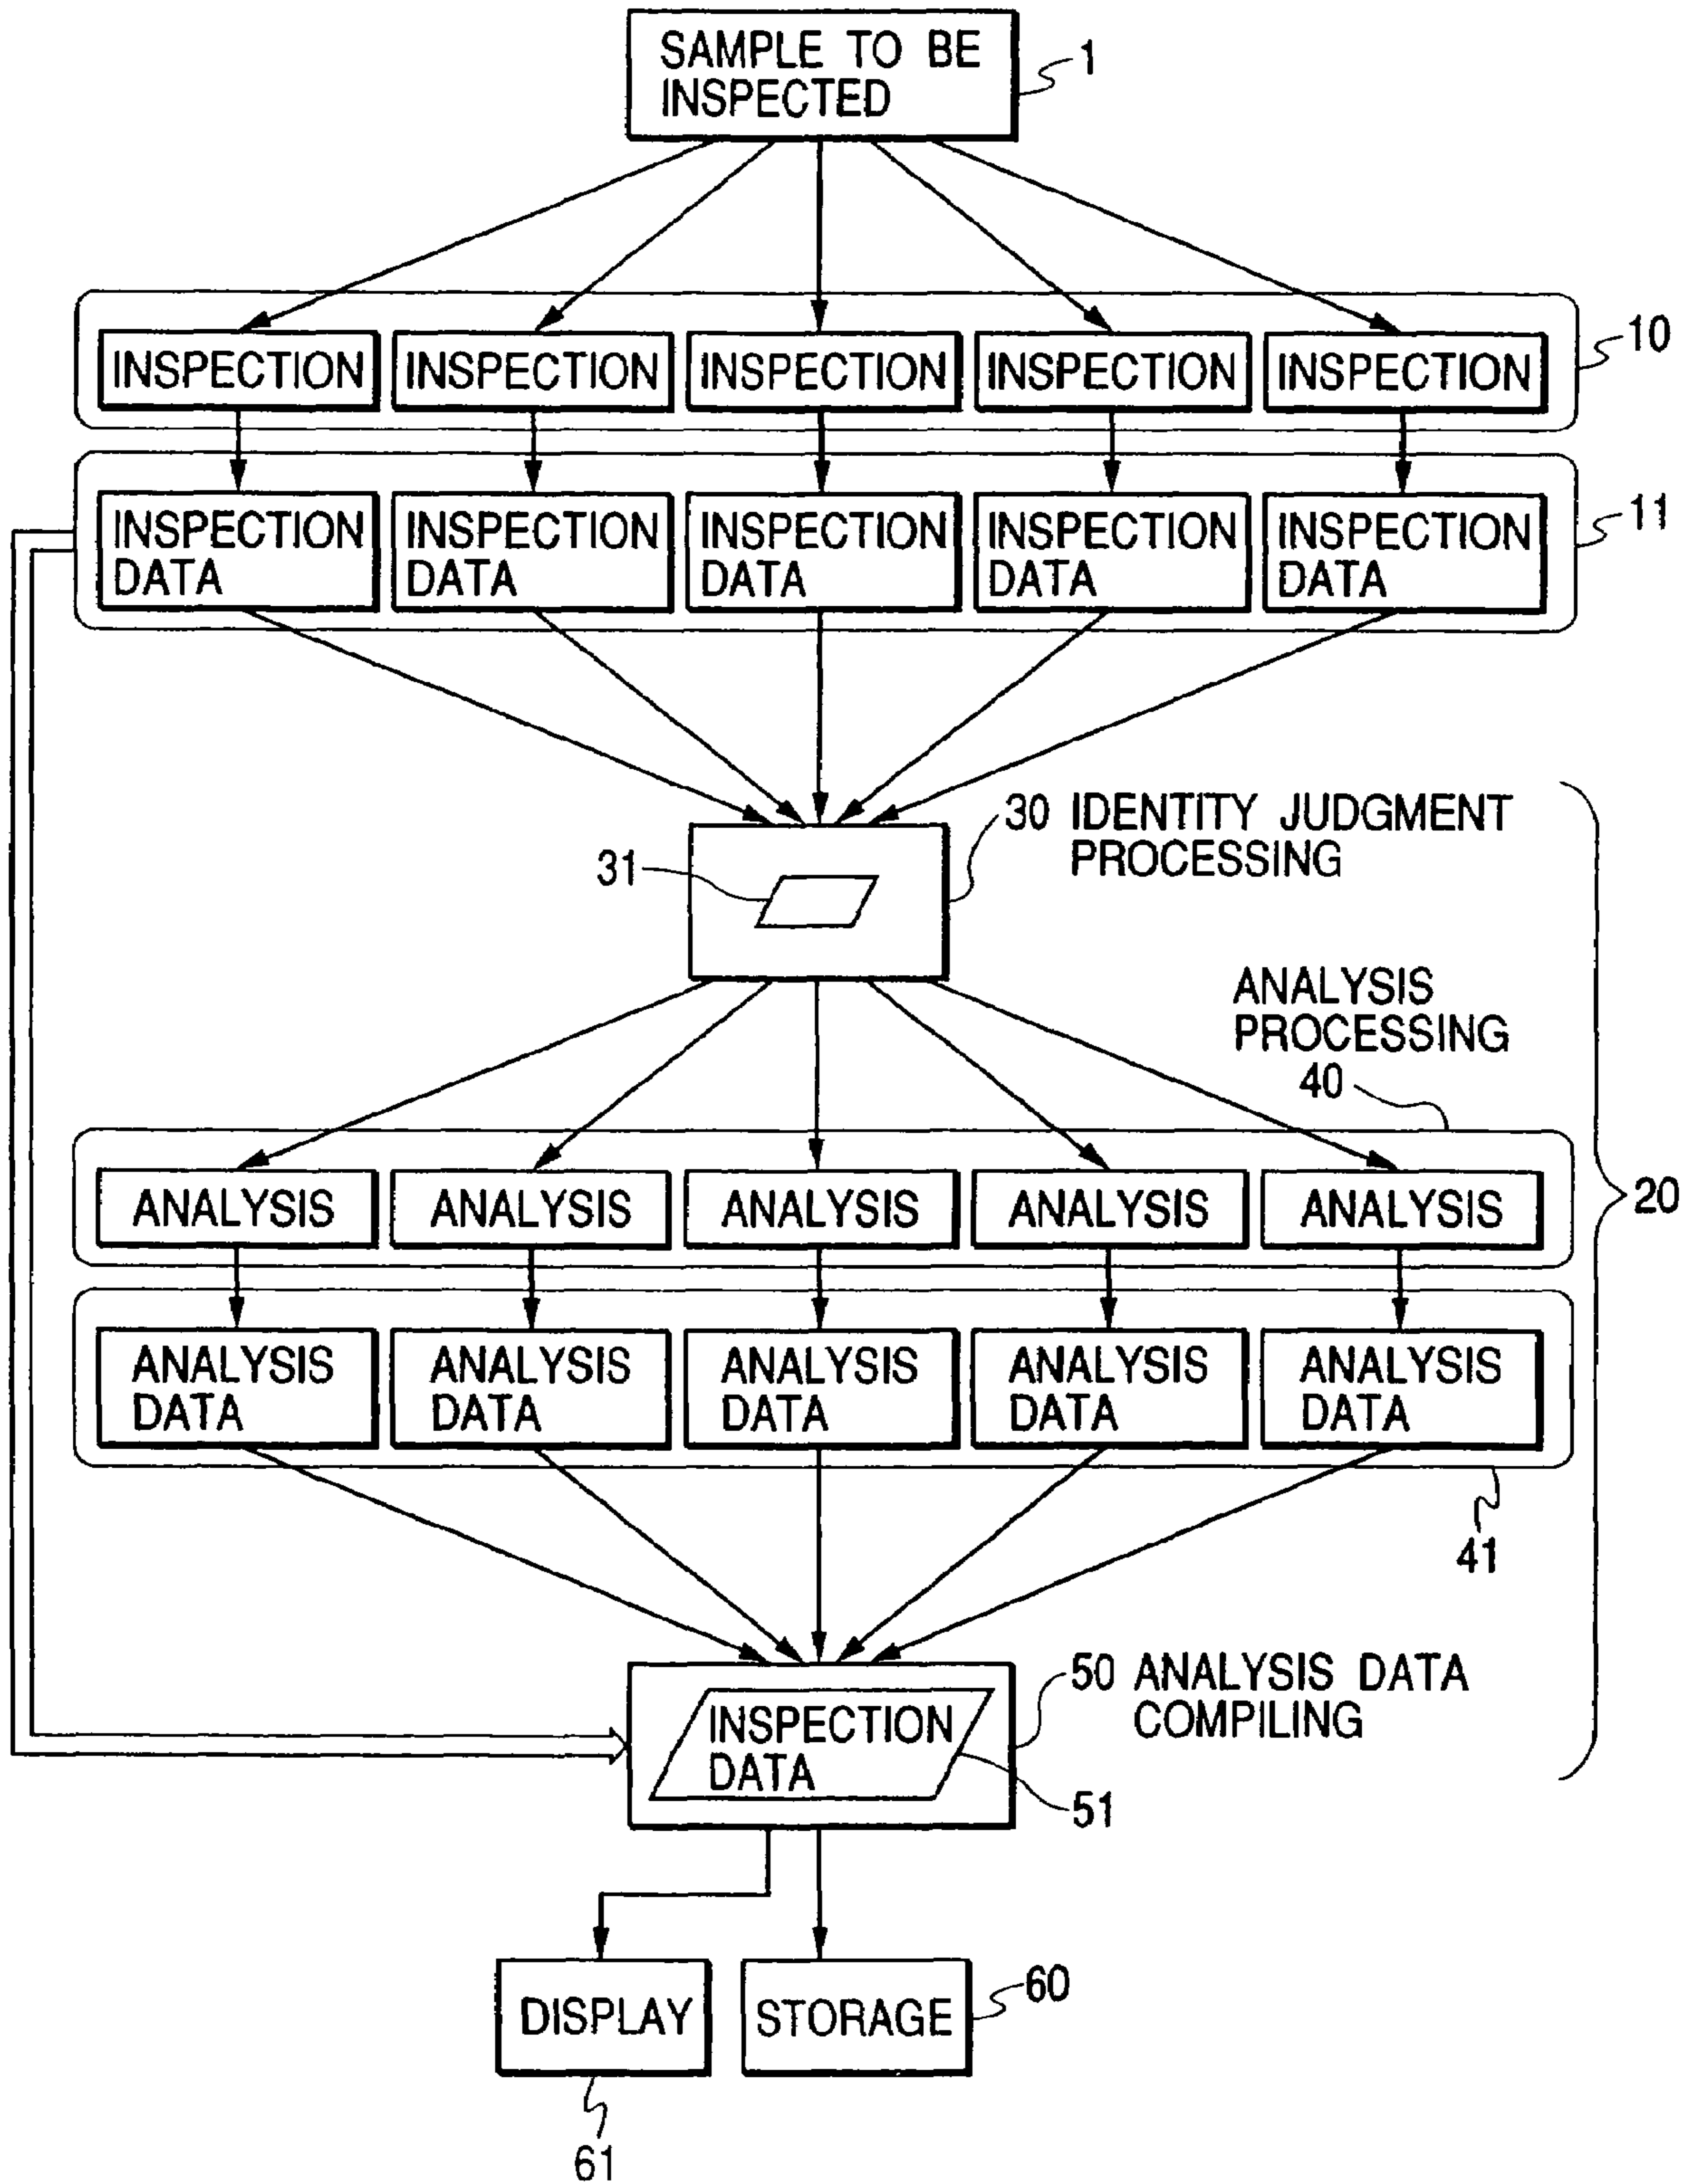 SAMPLE TO BE
INSPECTED
1
INSPECTION INSPECTION INSPECTION INSPECTION INSPECTION
10
INSPECTION DATA
INSPECTION DATA
INSPECTION DATA
INSPECTION DATA
INSPECTION DATA
11
30 IDENTITY JUDGMENT
PROCESSING
31
ANALYSIS
PROCESSING
40
ANALYSIS ANALYSIS ANALYSIS ANALYSIS ANALYSIS
20
ANALYSIS DATA
ANALYSIS DATA
ANALYSIS DATA
ANALYSIS DATA
ANALYSIS DATA
41
50 ANALYSIS DATA
COMPILING
INSPECTION
DATA
51
DISPLAY
STORAGE
60
61